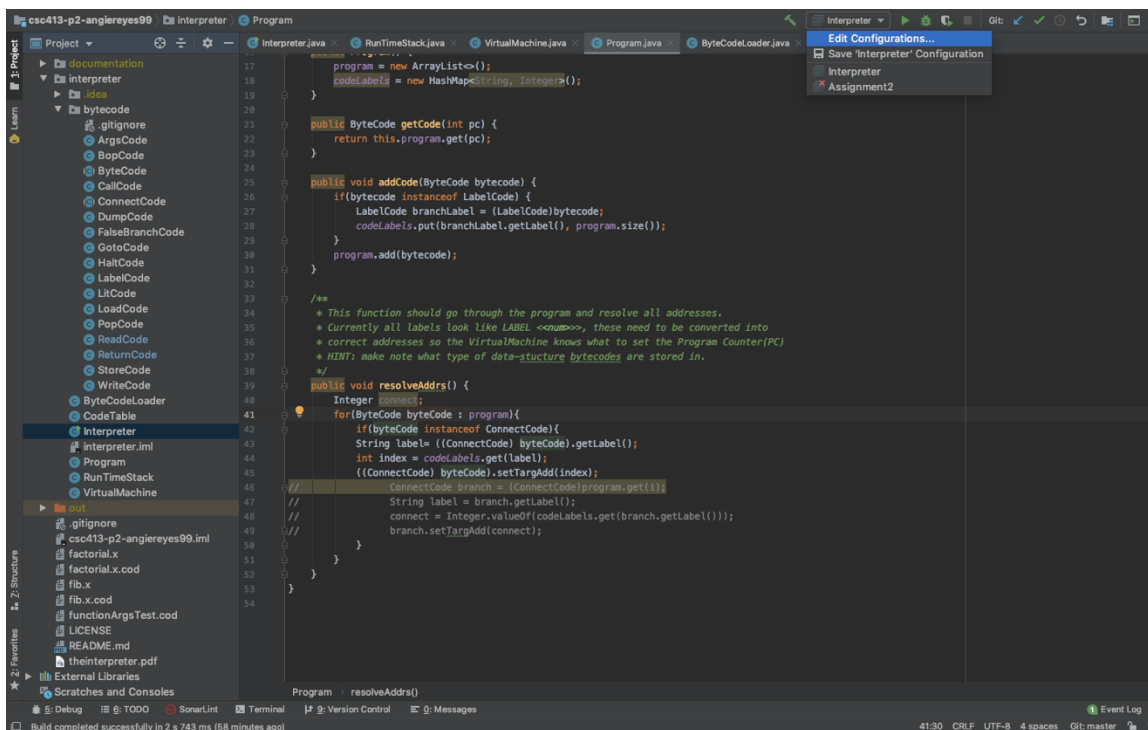 csc413-p2-angiereyes99 interpreter Program
Interpreter Git:
Edit Configurations...
Save 'Interpreter' Configuration
Interpreter
Assignment2
1: Project
Learn
Z: Structure
2: Favorites
Project
Interpreter.java RunTimeStack.java VirtualMachine.java Program.java ByteCodeLoader.java
documentation
interpreter
.idea
bytecode
.gitignore
ArgsCode
BopCode
ByteCode
CallCode
ConnectCode
DumpCode
FalseBranchCode
GotoCode
HaltCode
LabelCode
LitCode
LoadCode
PopCode
ReadCode
ReturnCode
StoreCode
WriteCode
ByteCodeLoader
CodeTable
Interpreter
interpreter.iml
Program
RunTimeStack
VirtualMachine
out
.gitignore
csc413-p2-angiereyes99.iml
factorial.x
factorial.x.cod
fib.x
fib.x.cod
functionArgsTest.cod
LICENSE
README.md
theinterpreter.pdf
External Libraries
Scratches and Consoles
17 program = new ArrayList<>();
18 codeLabels = new HashMap<String, Integer>();
19 }
20
21 public ByteCode getCode(int pc) {
22 return this.program.get(pc);
23 }
24
25 public void addCode(ByteCode bytecode) {
26 if(bytecode instanceof LabelCode) {
27 LabelCode branchLabel = (LabelCode)bytecode;
28 codeLabels.put(branchLabel.getLabel(), program.size());
29 }
30 program.add(bytecode);
31 }
32
33 /**
34 * This function should go through the program and resolve all addresses.
35 * Currently all labels look like LABEL <<num>>>, these need to be converted into
36 * correct addresses so the VirtualMachine knows what to set the Program Counter(PC)
37 * HINT: make note what type of data-stucture bytecodes are stored in.
38 */
39 public void resolveAddrs() {
40 Integer connect;
41 for(ByteCode byteCode : program){
42 if(byteCode instanceof ConnectCode){
43 String label= ((ConnectCode) byteCode).getLabel();
44 int index = codeLabels.get(label);
45 ((ConnectCode) byteCode).setTargAdd(index);
46 // ConnectCode branch = (ConnectCode)program.get(i);
47 // String label = branch.getLabel();
48 // connect = Integer.valueOf(codeLabels.get(branch.getLabel()));
49 // branch.setTargAdd(connect);
50 }
51 }
52 }
53 }
54
Program resolveAddrs()
5: Debug 6: TODO SonarLint Terminal 9: Version Control 0: Messages 1 Event Log
Build completed successfully in 2 s 743 ms (58 minutes ago) 41:30 CRLF UTF-8 4 spaces Git: master